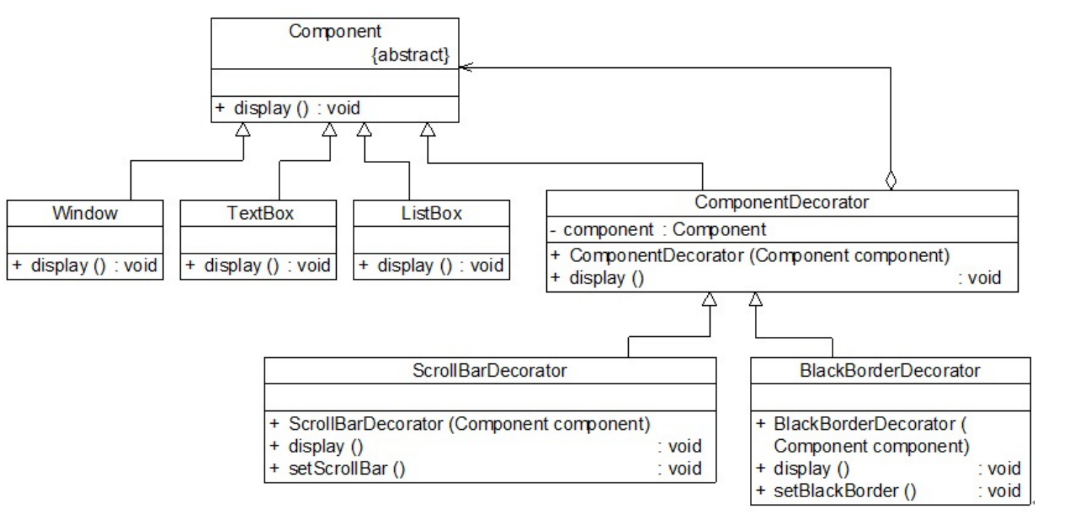 Component
{abstract}
+ display () : void
Window
+ display () : void
TextBox
+ display () : void
ListBox
+ display () : void
ComponentDecorator
- component : Component
+ ComponentDecorator (Component component)
+ display () : void
ScrollBarDecorator
+ ScrollBarDecorator (Component component)
+ display () : void
+ setScrollBar () : void
BlackBorderDecorator
+ BlackBorderDecorator (
Component component)
+ display () : void
+ setBlackBorder () : void